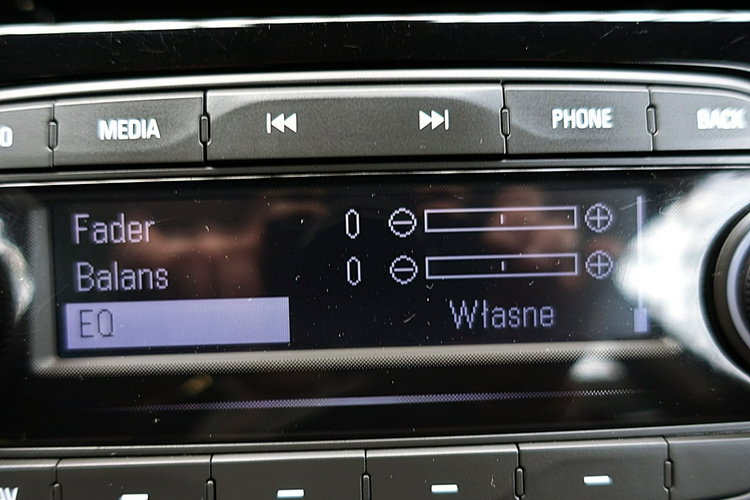 MEDIA PHONE BACK
Fader 0
Balans 0
EQ Własne